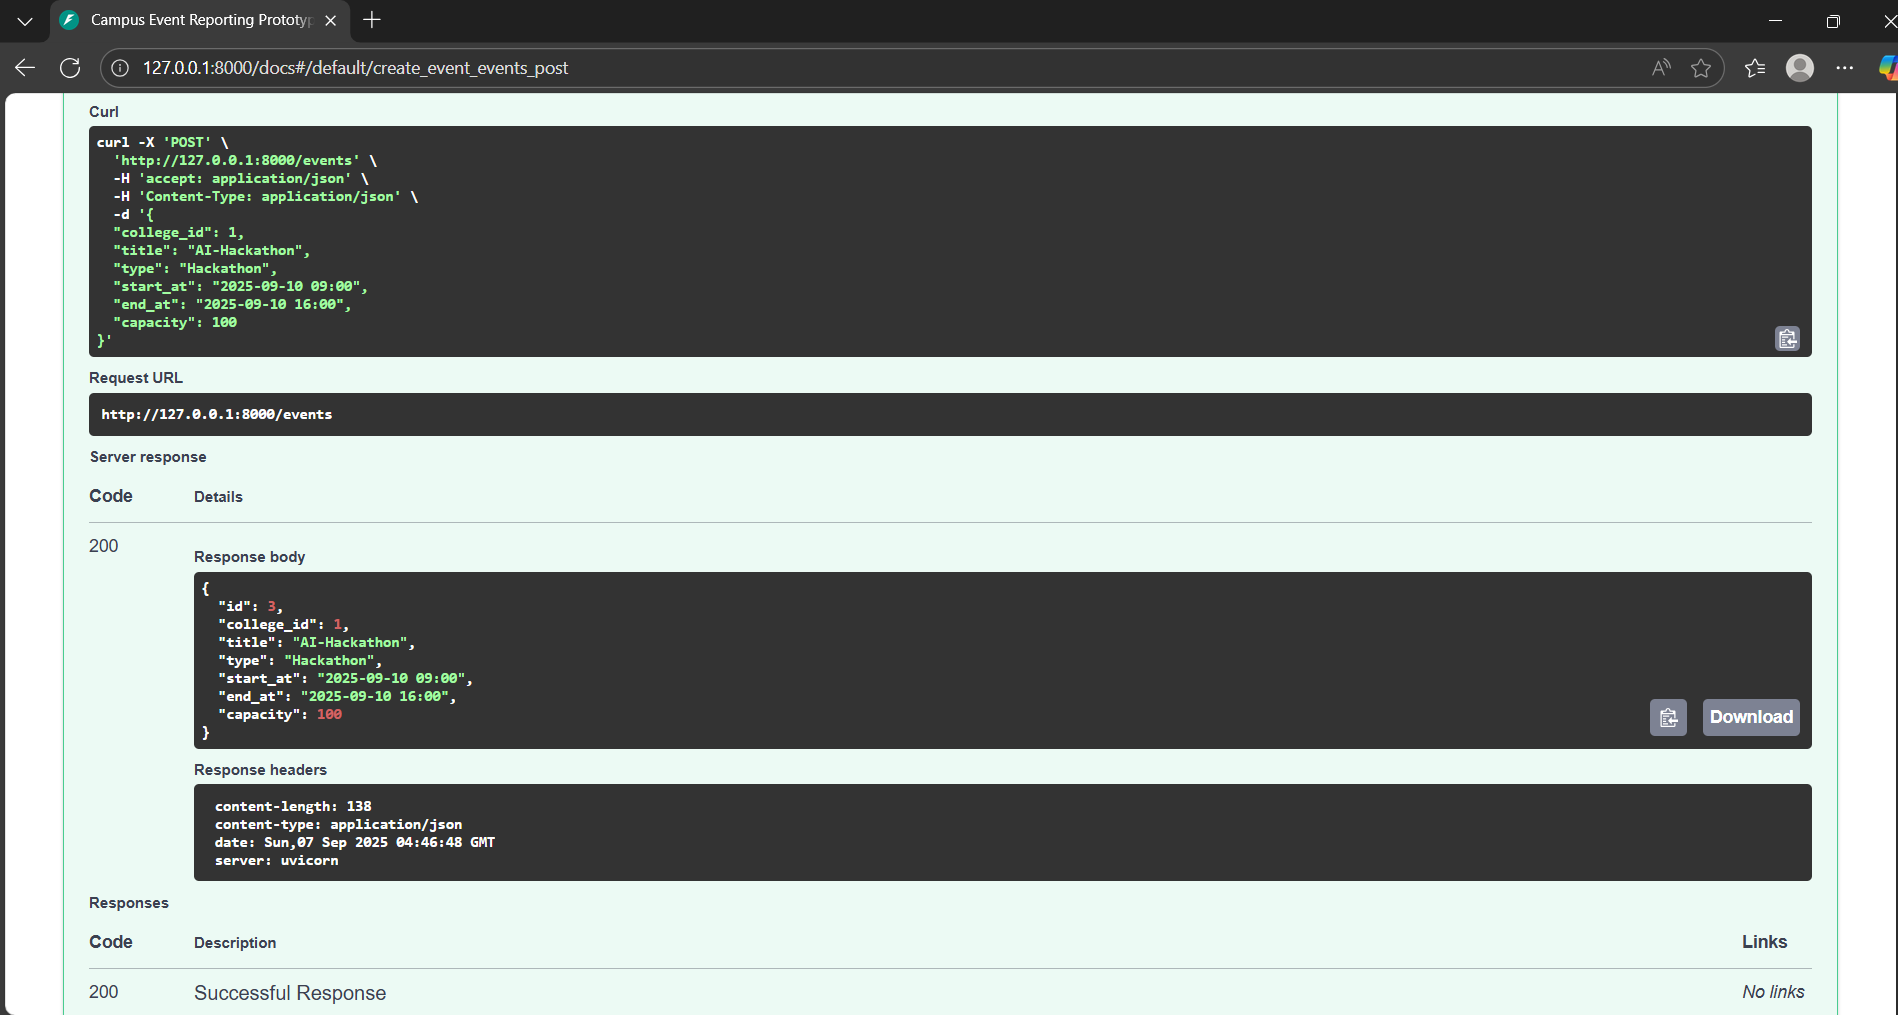 Campus Event Reporting Prototyp
127.0.0.1:8000/docs#/default/create_event_events_post
Curl
curl -X 'POST' \
  'http://127.0.0.1:8000/events' \
  -H 'accept: application/json' \
  -H 'Content-Type: application/json' \
  -d '{
  "college_id": 1,
  "title": "AI-Hackathon",
  "type": "Hackathon",
  "start_at": "2025-09-10 09:00",
  "end_at": "2025-09-10 16:00",
  "capacity": 100
}'
Request URL
http://127.0.0.1:8000/events
Server response
Code Details
200
Response body
{
  "id": 3,
  "college_id": 1,
  "title": "AI-Hackathon",
  "type": "Hackathon",
  "start_at": "2025-09-10 09:00",
  "end_at": "2025-09-10 16:00",
  "capacity": 100
}
Download
Response headers
content-length: 138
content-type: application/json
date: Sun,07 Sep 2025 04:46:48 GMT
server: uvicorn
Responses
Code Description Links
200 Successful Response No links